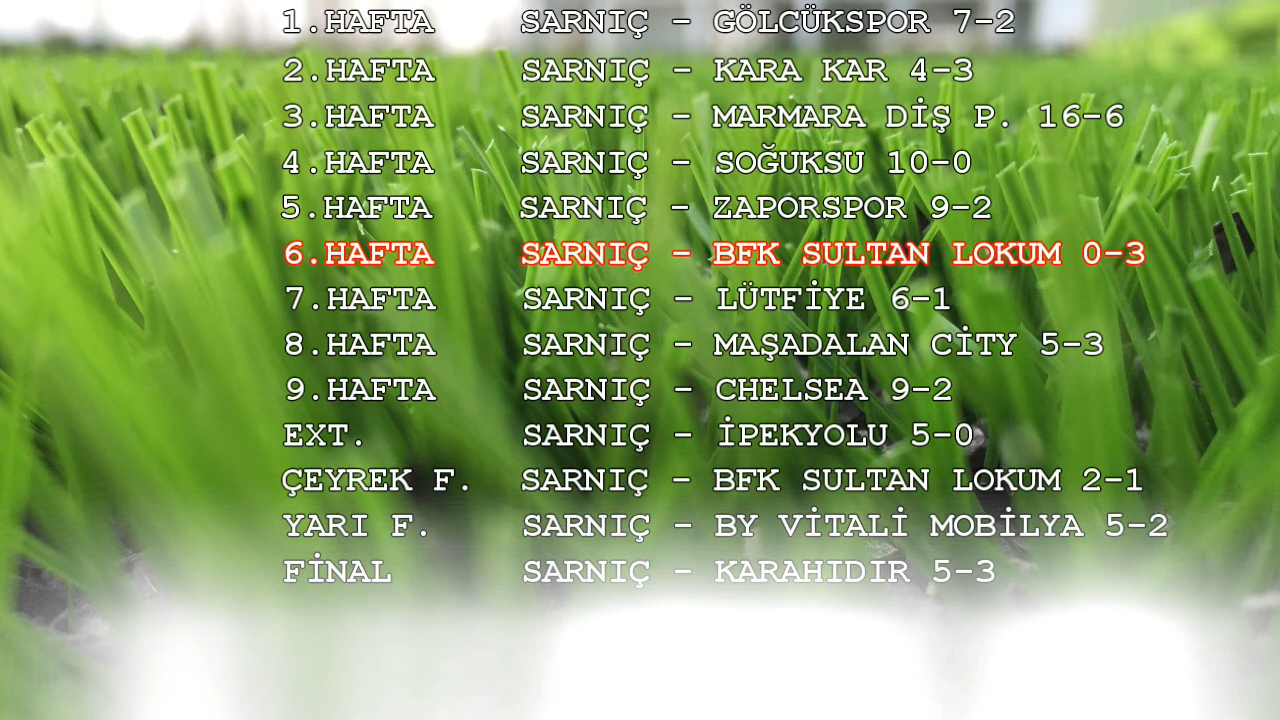 1.HAFTA SARNIÇ - GÖLCÜKSPOR 7-2
2.HAFTA SARNIÇ - KARA KAR 4-3
3.HAFTA SARNIÇ - MARMARA DİŞ P. 16-6
4.HAFTA SARNIÇ - SOĞUKSU 10-0
5.HAFTA SARNIÇ - ZAPORSPOR 9-2
6.HAFTA SARNIÇ - BFK SULTAN LOKUM 0-3
7.HAFTA SARNIÇ - LÜTFİYE 6-1
8.HAFTA SARNIÇ - MAŞADALAN CİTY 5-3
9.HAFTA SARNIÇ - CHELSEA 9-2
EXT. SARNIÇ - İPEKYOLU 5-0
ÇEYREK F. SARNIÇ - BFK SULTAN LOKUM 2-1
YARI F. SARNIÇ - BY VİTALİ MOBİLYA 5-2
FİNAL SARNIÇ - KARAHIDIR 5-3